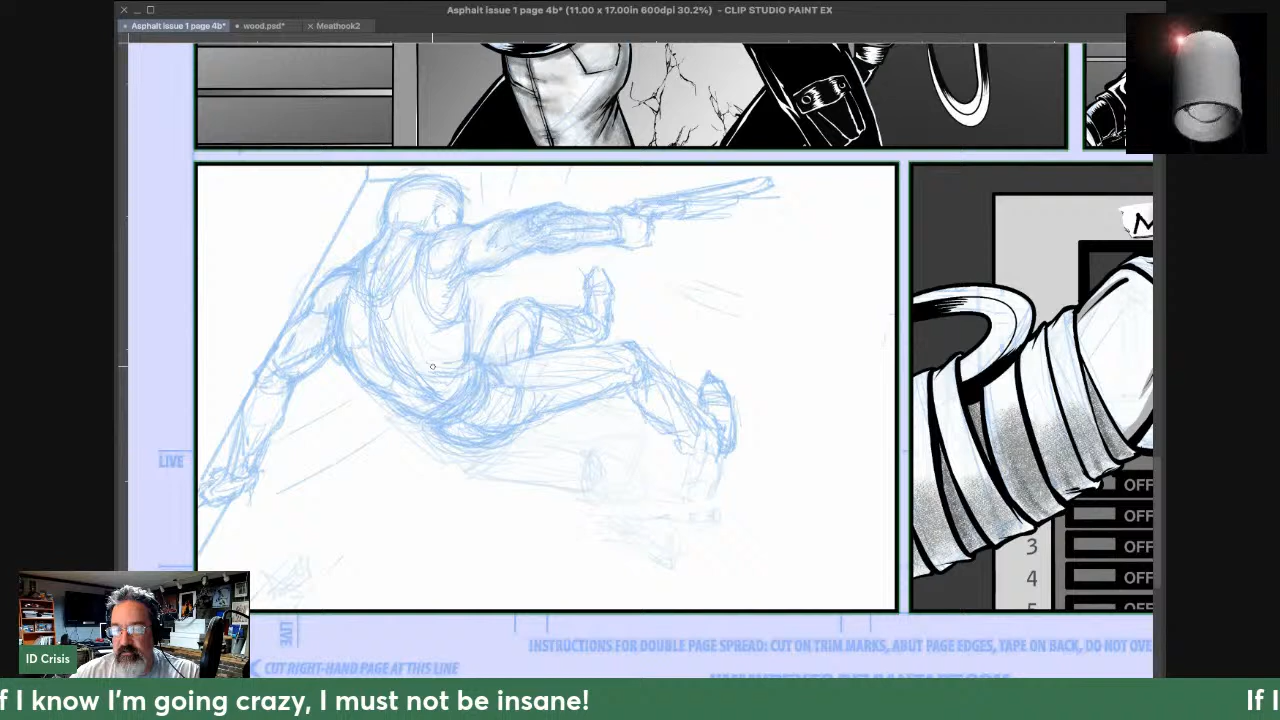 Asphalt issue 1 page 4b* (11.00 x 17.00in 600dpi 30.2%) - CLIP STUDIO PAINT EX
Asphalt issue 1 page 4b* wood.psd* Meathook2
LIVE
OFF
OFF
3 OFF
4 OFF
OFF
LIVE
INSTRUCTIONS FOR DOUBLE PAGE SPREAD: CUT ON TRIM MARKS, ABUT PAGE EDGES, TAPE ON BACK, DO NOT OVE
CUT RIGHT-HAND PAGE AT THIS LINE
ID Crisis
f I know I'm going crazy, I must not be insane! If I